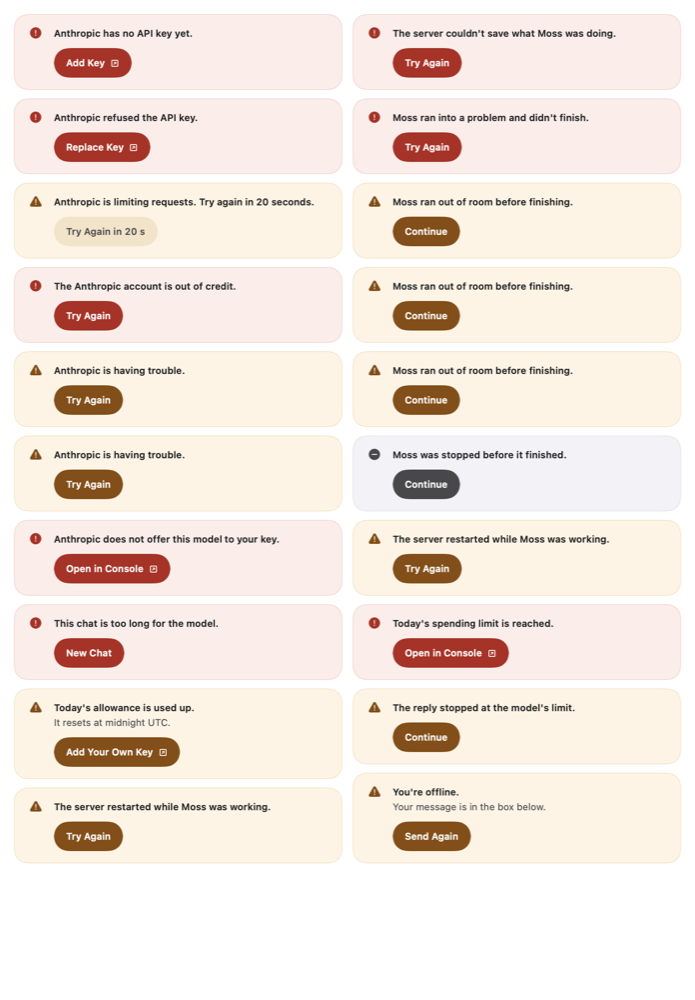 Anthropic has no API key yet.
Add Key
Anthropic refused the API key.
Replace Key
Anthropic is limiting requests. Try again in 20 seconds.
Try Again in 20 s
The Anthropic account is out of credit.
Try Again
Anthropic is having trouble.
Try Again
Anthropic is having trouble.
Try Again
Anthropic does not offer this model to your key.
Open in Console
This chat is too long for the model.
New Chat
Today's allowance is used up.
It resets at midnight UTC.
Add Your Own Key
The server restarted while Moss was working.
Try Again
The server couldn't save what Moss was doing.
Try Again
Moss ran into a problem and didn't finish.
Try Again
Moss ran out of room before finishing.
Continue
Moss ran out of room before finishing.
Continue
Moss ran out of room before finishing.
Continue
Moss was stopped before it finished.
Continue
The server restarted while Moss was working.
Try Again
Today's spending limit is reached.
Open in Console
The reply stopped at the model's limit.
Continue
You're offline.
Your message is in the box below.
Send Again